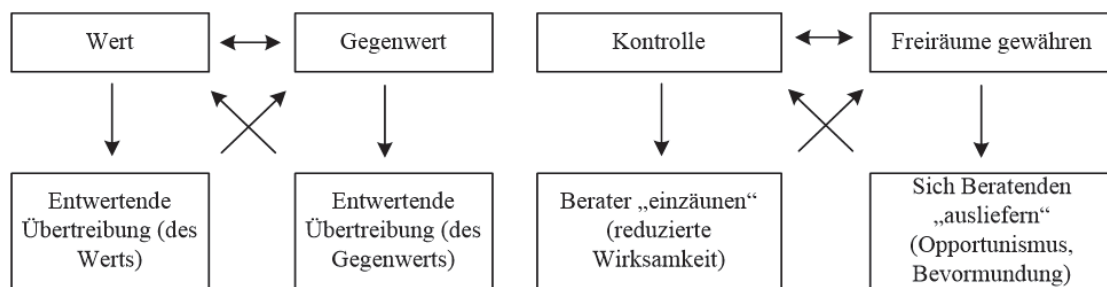 Wert
Gegenwert
Kontrolle
Freiräume gewähren
Entwertende
Übertreibung (des
Werts)
Entwertende
Übertreibung (des
Gegenwerts)
Berater „einzäunen“
(reduzierte
Wirksamkeit)
Sich Beratenden
„ausliefern“
(Opportunismus,
Bevormundung)